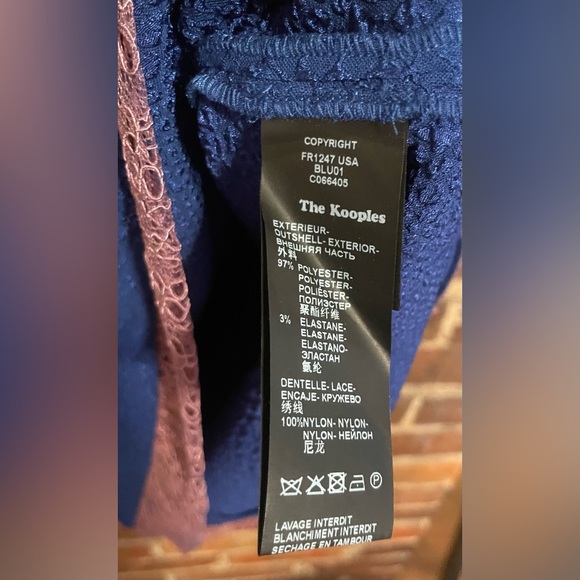 COPYRIGHT
FR1247 USA
BLU01
C066405
The Kooples
EXTERIEUR-
OUTSHELL- EXTERIOR-
ВНЕШНЯЯ ЧАСТЬ
外料
97% POLYESTER-
POLYESTER-
POLIÉSTER-
ПОЛИЭСТЕР
聚酯纤维
3% ELASTANE-
ELASTANE-
ELASTANO-
ЭЛАСТАН
氨纶
DENTELLE- LACE-
ENCAJE- КРУЖЕВО
绣线
100%NYLON- NYLON-
NYLON- НЕЙЛОН
尼龙
P
LAVAGE INTERDIT
BLANCHIMENT INTERDIT
SECHAGE EN TAMBOUR